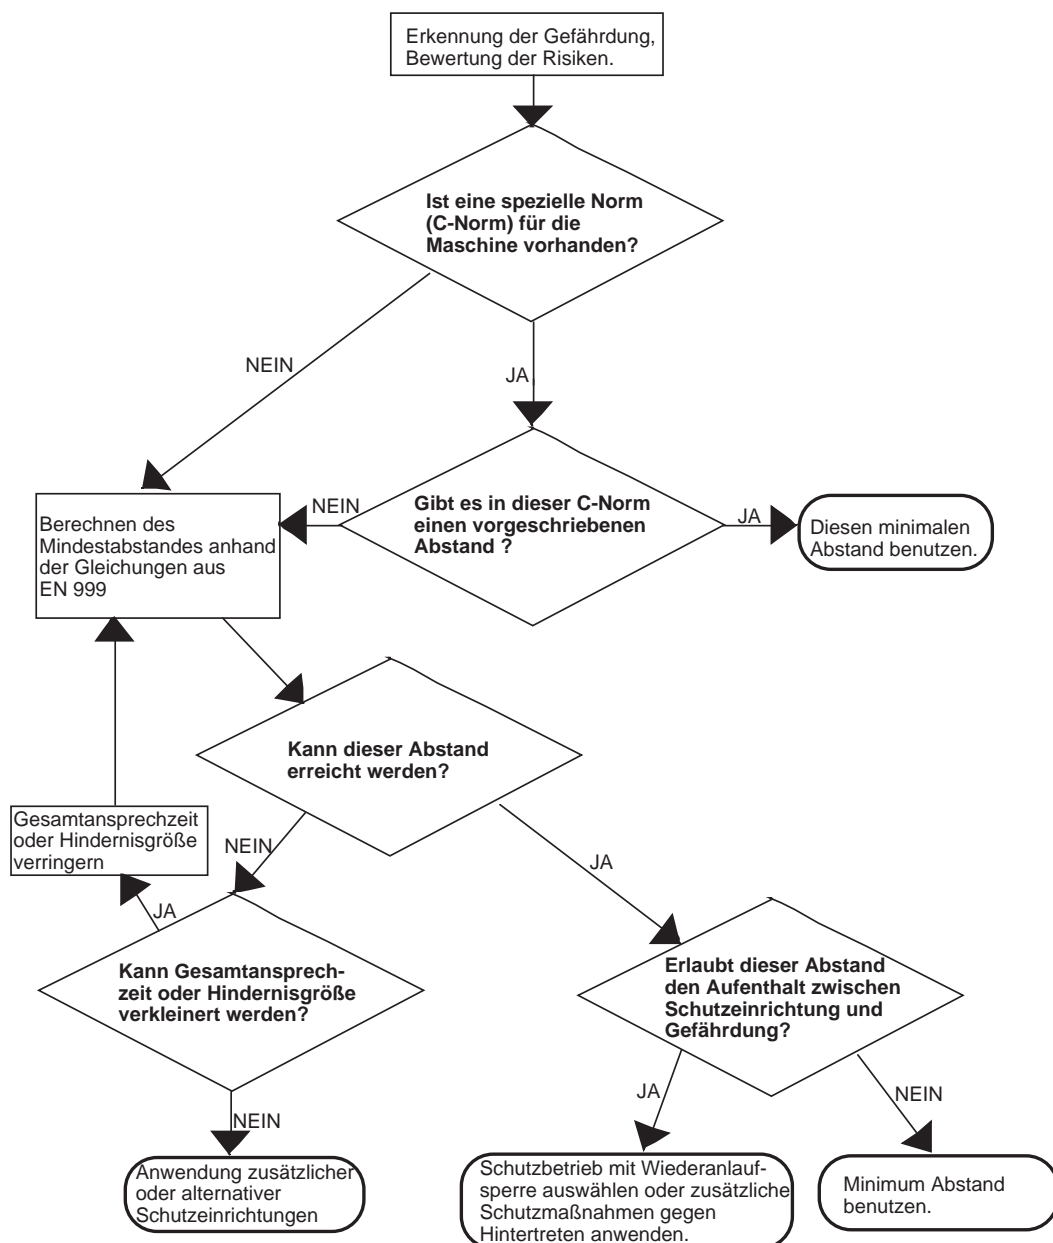 Erkennung der Gefährdung,
Bewertung der Risiken.
Ist eine spezielle Norm
(C-Norm) für die
Maschine vorhanden?
NEIN
JA
Gibt es in dieser C-Norm
einen vorgeschriebenen
Abstand ?
NEIN
JA
Diesen minimalen
Abstand benutzen.
Berechnen des
Mindestabstandes anhand
der Gleichungen aus
EN 999
Kann dieser Abstand
erreicht werden?
NEIN
JA
Gesamtansprechzeit
oder Hindernisgröße
verringern
JA
Kann Gesamtansprech-
zeit oder Hindernisgröße
verkleinert werden?
NEIN
Anwendung zusätzlicher
oder alternativer
Schutzeinrichtungen
Erlaubt dieser Abstand
den Aufenthalt zwischen
Schutzeinrichtung und
Gefährdung?
JA
NEIN
Schutzbetrieb mit Wiederanlauf-
sperre auswählen oder zusätzliche
Schutzmaßnahmen gegen
Hintertreten anwenden.
Minimum Abstand
benutzen.